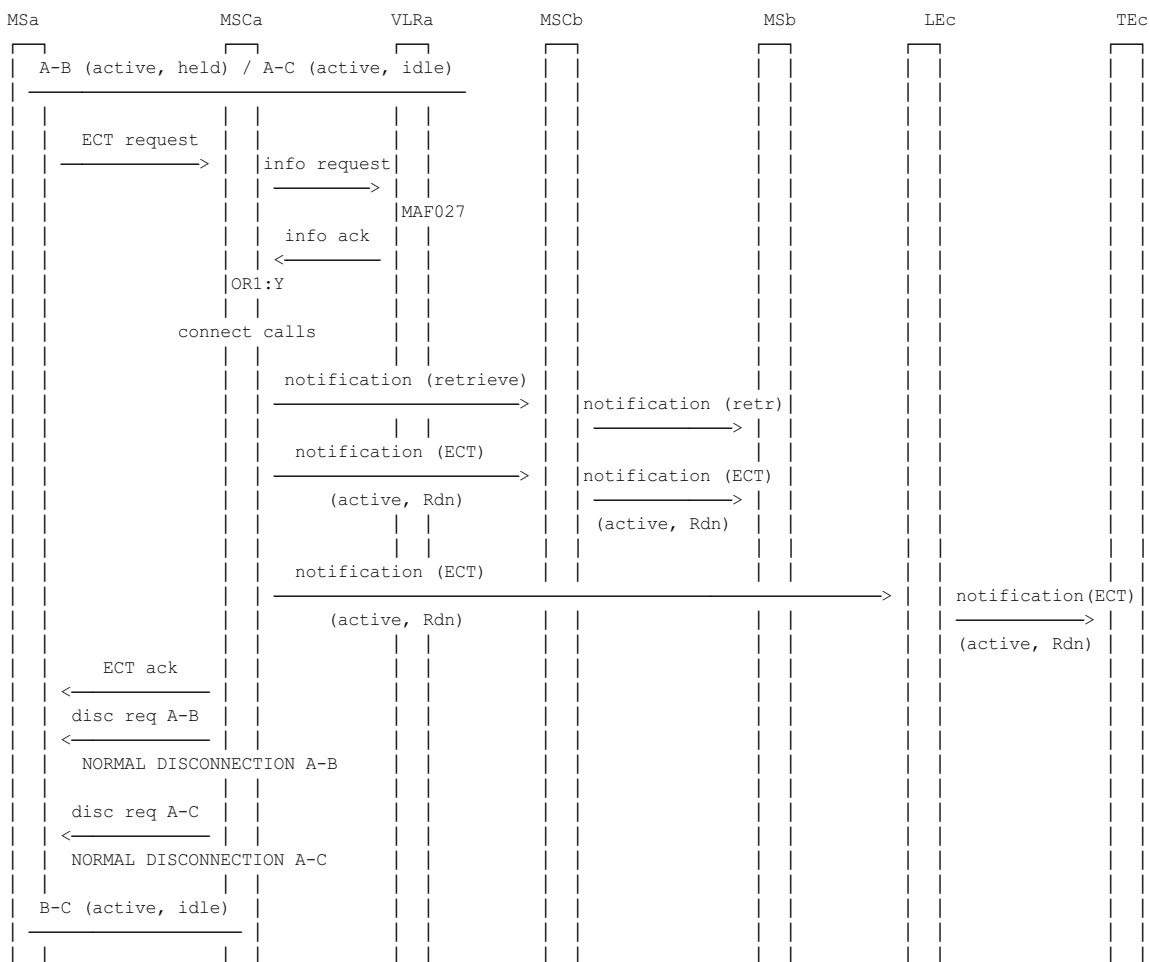 MSa MSCa VLRa MSCb MSb LEc TEc
A-B (active, held) / A-C (active, idle)
ECT request
info request
MAF027
info ack
OR1:Y
connect calls
notification (retrieve)
notification (retr)
notification (ECT)
notification (ECT)
(active, Rdn)
(active, Rdn)
notification (ECT)
notification(ECT)
(active, Rdn)
(active, Rdn)
ECT ack
disc req A-B
NORMAL DISCONNECTION A-B
disc req A-C
NORMAL DISCONNECTION A-C
B-C (active, idle)